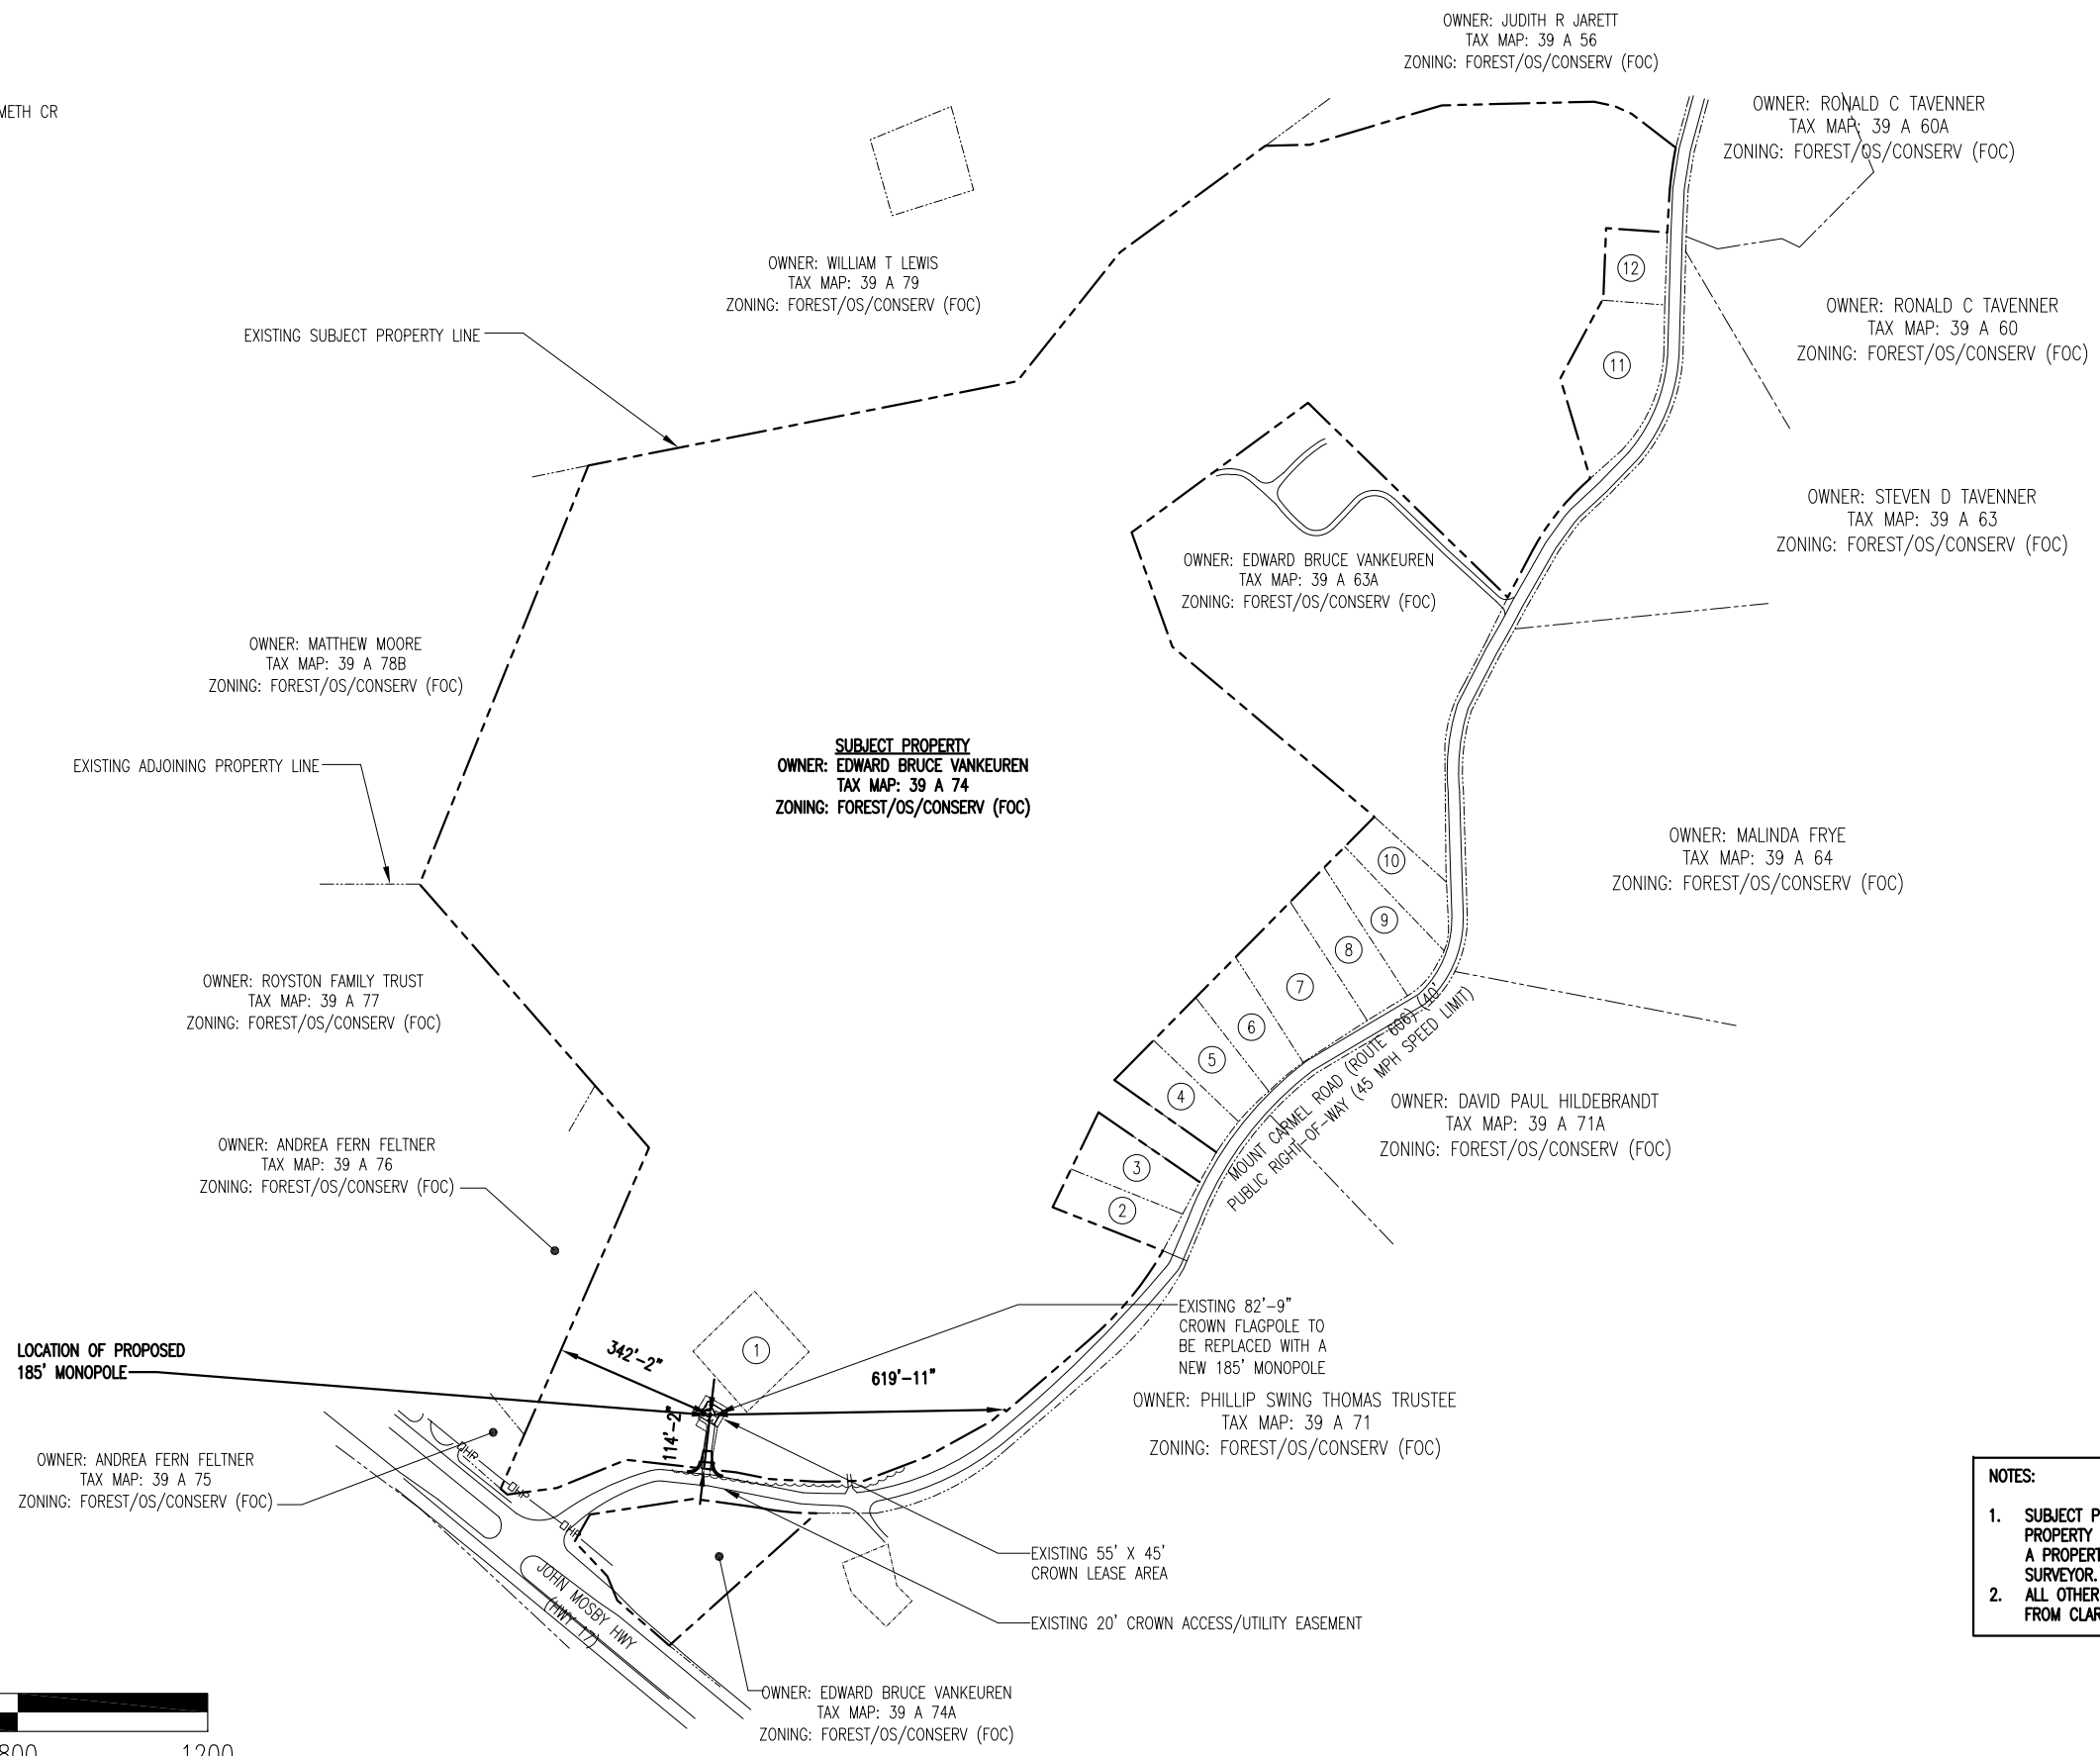 OWNER: JUDITH R JARETT
TAX MAP: 39 A 56
ZONING: FOREST/OS/CONSERV (FOC)
METH CR
OWNER: RONALD C TAVENNER
TAX MAP: 39 A 60A
ZONING: FOREST/OS/CONSERV (FOC)
OWNER: WILLIAM T LEWIS
TAX MAP: 39 A 79
ZONING: FOREST/OS/CONSERV (FOC)
12
OWNER: RONALD C TAVENNER
TAX MAP: 39 A 60
ZONING: FOREST/OS/CONSERV (FOC)
EXISTING SUBJECT PROPERTY LINE
11
OWNER: STEVEN D TAVENNER
TAX MAP: 39 A 63
ZONING: FOREST/OS/CONSERV (FOC)
OWNER: EDWARD BRUCE VANKEUREN
TAX MAP: 39 A 63A
ZONING: FOREST/OS/CONSERV (FOC)
OWNER: MATTHEW MOORE
TAX MAP: 39 A 78B
ZONING: FOREST/OS/CONSERV (FOC)
SUBJECT PROPERTY
OWNER: EDWARD BRUCE VANKEUREN
TAX MAP: 39 A 74
ZONING: FOREST/OS/CONSERV (FOC)
EXISTING ADJOINING PROPERTY LINE
OWNER: MALINDA FRYE
TAX MAP: 39 A 64
ZONING: FOREST/OS/CONSERV (FOC)
10
9
8
7
6
5
4
3
2
OWNER: ROYSTON FAMILY TRUST
TAX MAP: 39 A 77
ZONING: FOREST/OS/CONSERV (FOC)
MOUNT CARMEL ROAD (ROUTE 606) (40'
PUBLIC RIGHT-OF-WAY (45 MPH SPEED LIMIT)
OWNER: DAVID PAUL HILDEBRANDT
TAX MAP: 39 A 71A
ZONING: FOREST/OS/CONSERV (FOC)
OWNER: ANDREA FERN FELTNER
TAX MAP: 39 A 76
ZONING: FOREST/OS/CONSERV (FOC)
EXISTING 82'-9"
CROWN FLAGPOLE TO
BE REPLACED WITH A
NEW 185' MONOPOLE
LOCATION OF PROPOSED
185' MONOPOLE
342'-2"
1
619'-11"
114'-2"
OWNER: PHILLIP SWING THOMAS TRUSTEE
TAX MAP: 39 A 71
ZONING: FOREST/OS/CONSERV (FOC)
OWNER: ANDREA FERN FELTNER
TAX MAP: 39 A 75
ZONING: FOREST/OS/CONSERV (FOC)
OHP
OHP
OHP
EXISTING 55' X 45'
CROWN LEASE AREA
EXISTING 20' CROWN ACCESS/UTILITY EASEMENT
JOHN MOSBY HWY
(HWY 17)
OWNER: EDWARD BRUCE VANKEUREN
TAX MAP: 39 A 74A
ZONING: FOREST/OS/CONSERV (FOC)
NOTES:
1. SUBJECT P
PROPERTY
A PROPERT
SURVEYOR.
2. ALL OTHER
FROM CLAR
800 1200